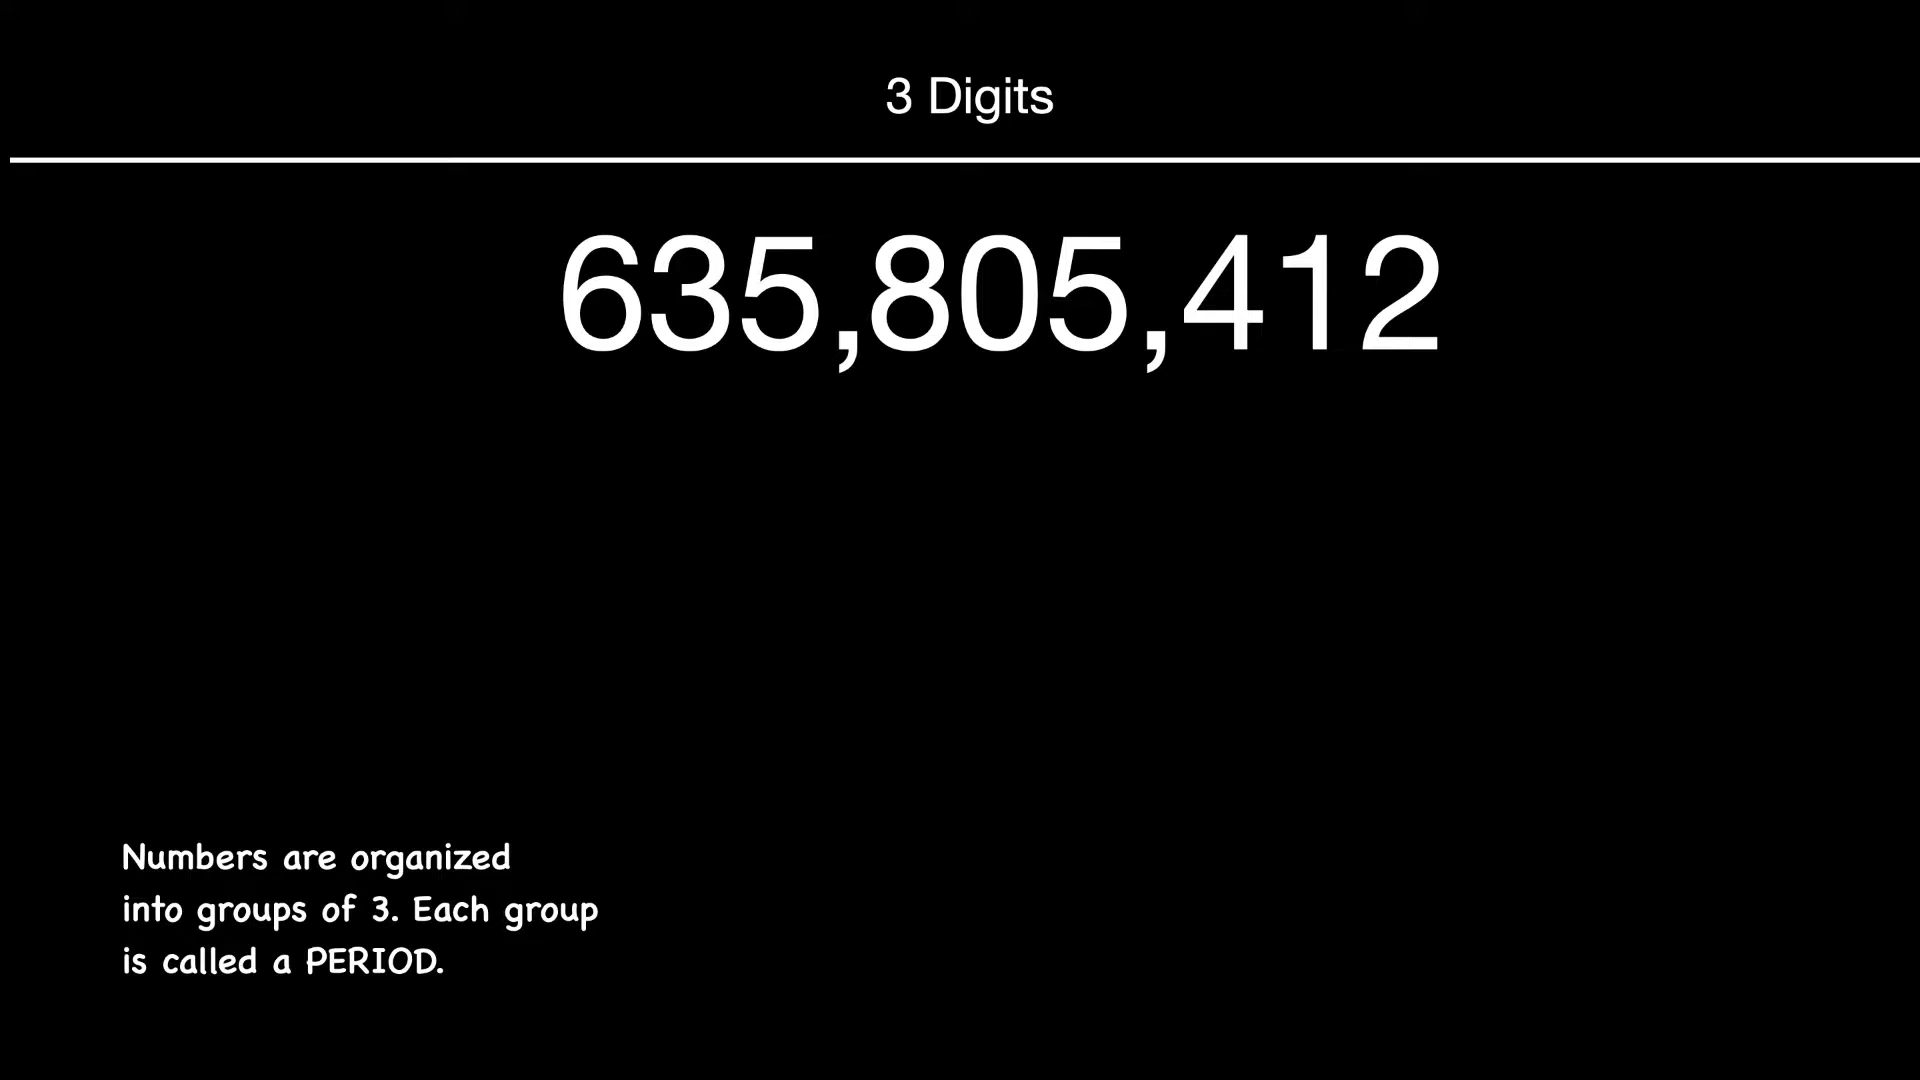 3 Digits
635,805,412
Numbers are organized
into groups of 3. Each group
is called a PERIOD.